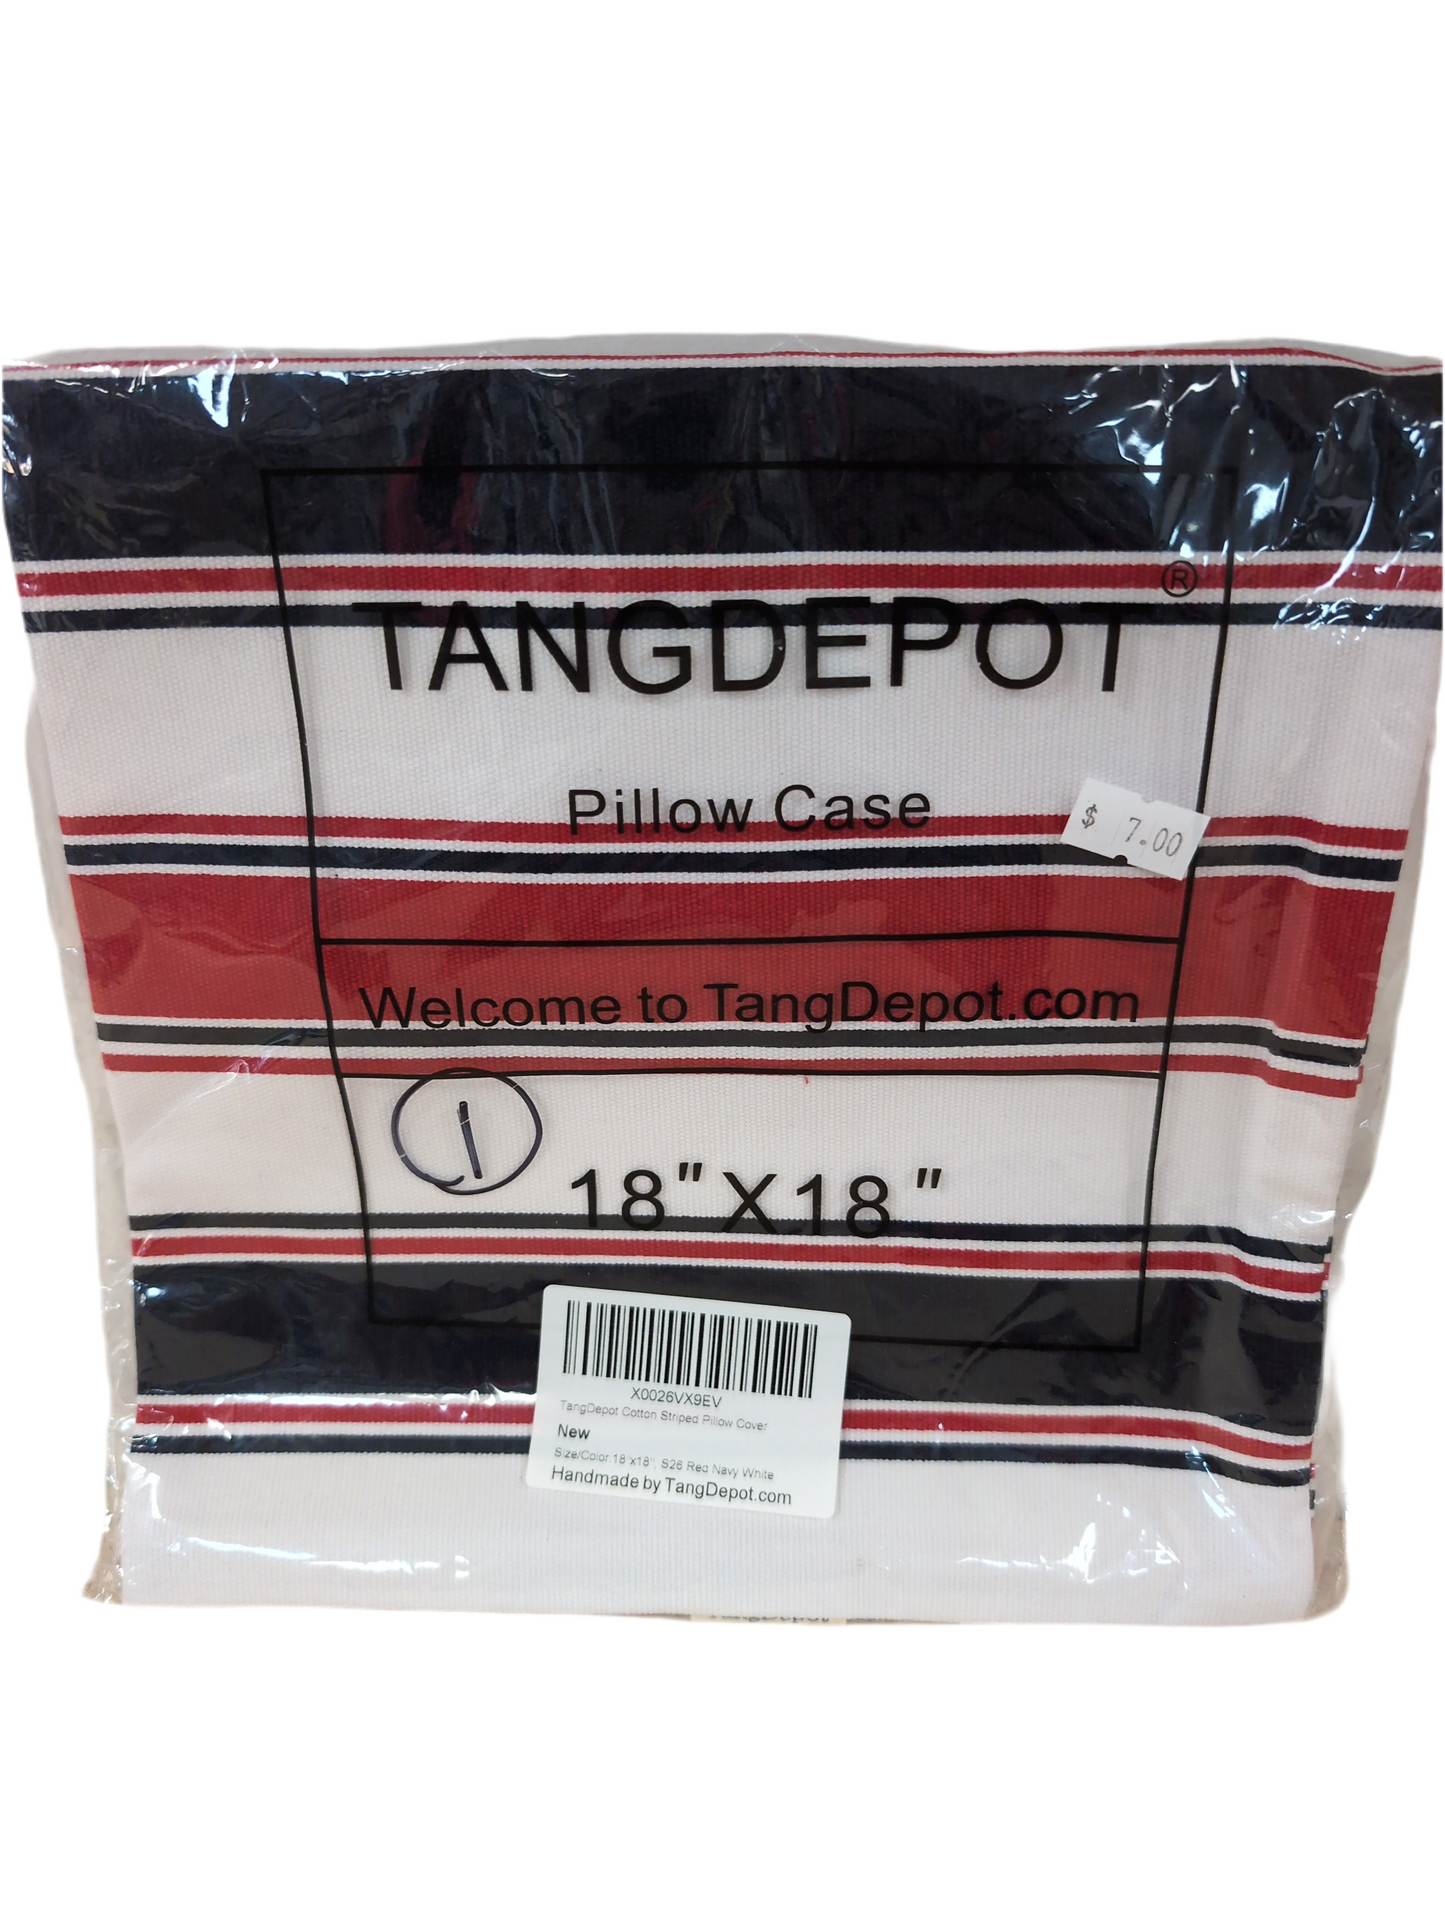 TANGDEPOT®
Pillow Case
$ 7.00
Welcome to TangDepot.com
1
18"X18"
X0026VX9EV
TangDepot Cotton Striped Pillow Cover
New
Size/Color:18"x18", S26 Red Navy White
Handmade by TangDepot.com
TangDepot